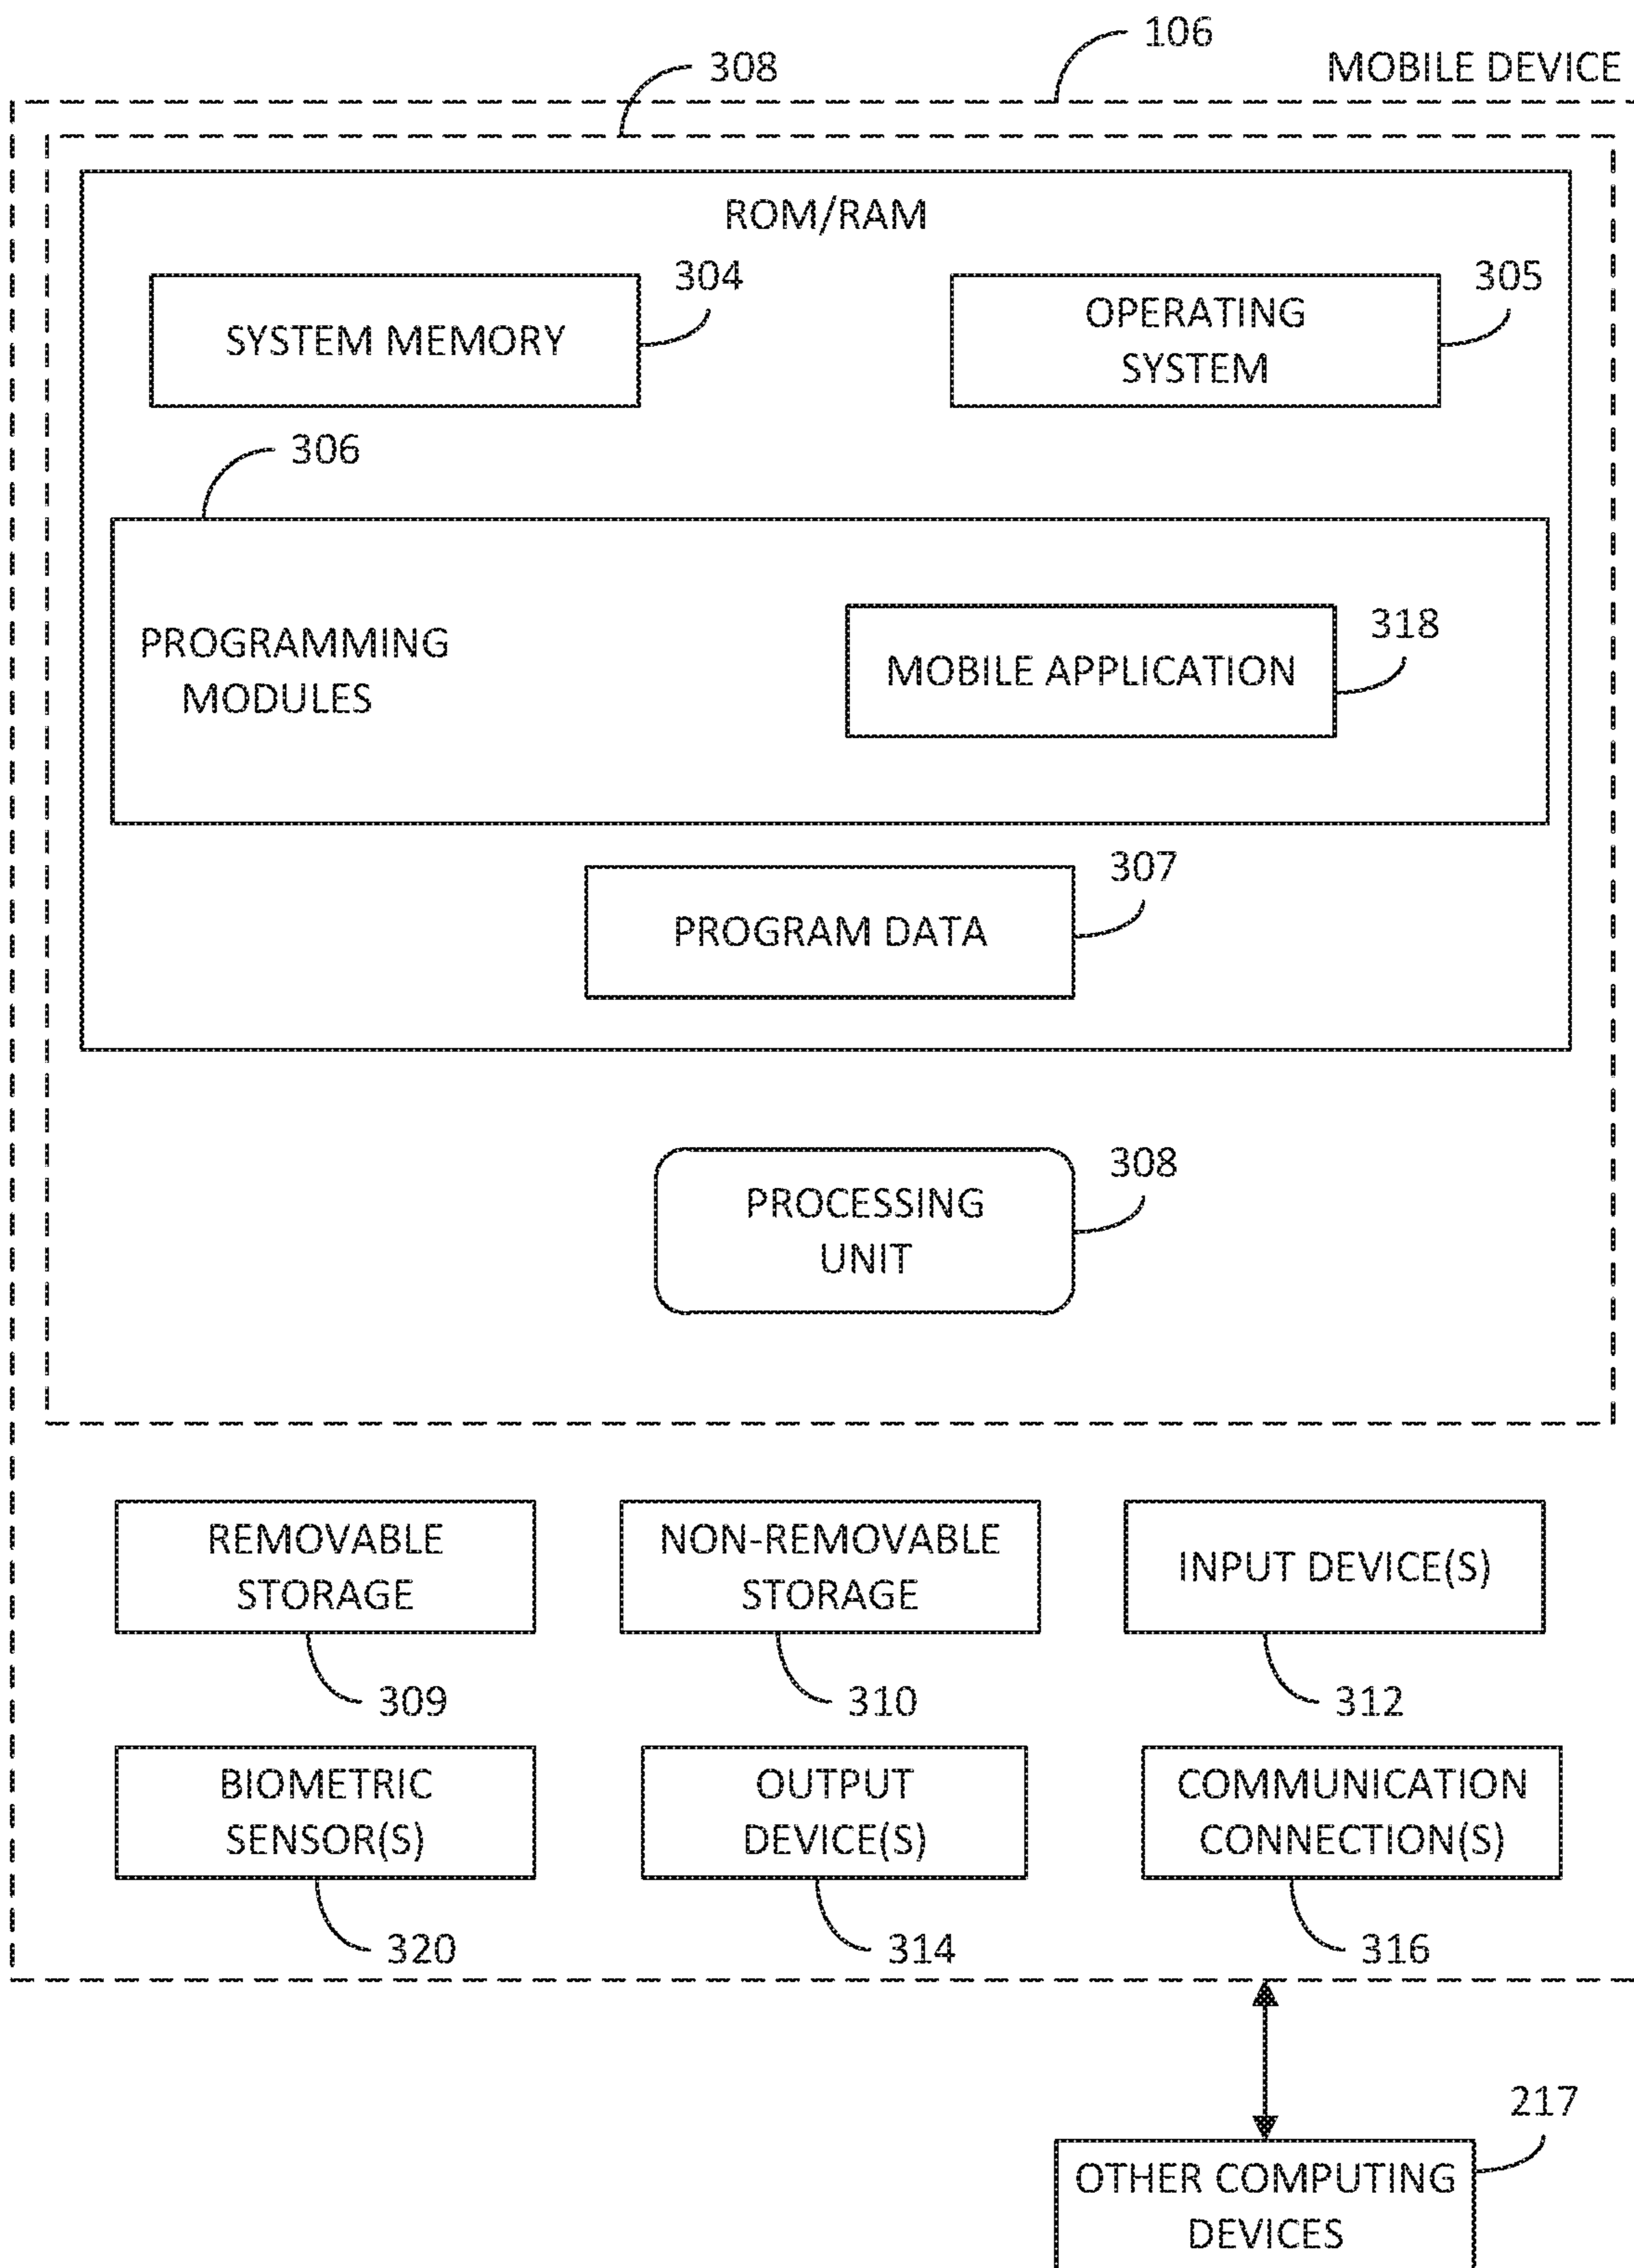 106
MOBILE DEVICE
308
ROM/RAM
304
SYSTEM MEMORY
305
OPERATING
SYSTEM
306
PROGRAMMING
MODULES
318
MOBILE APPLICATION
307
PROGRAM DATA
308
PROCESSING
UNIT
REMOVABLE
STORAGE
309
NON-REMOVABLE
STORAGE
310
INPUT DEVICE(S)
312
BIOMETRIC
SENSOR(S)
320
OUTPUT
DEVICE(S)
314
COMMUNICATION
CONNECTION(S)
316
217
OTHER COMPUTING
DEVICES